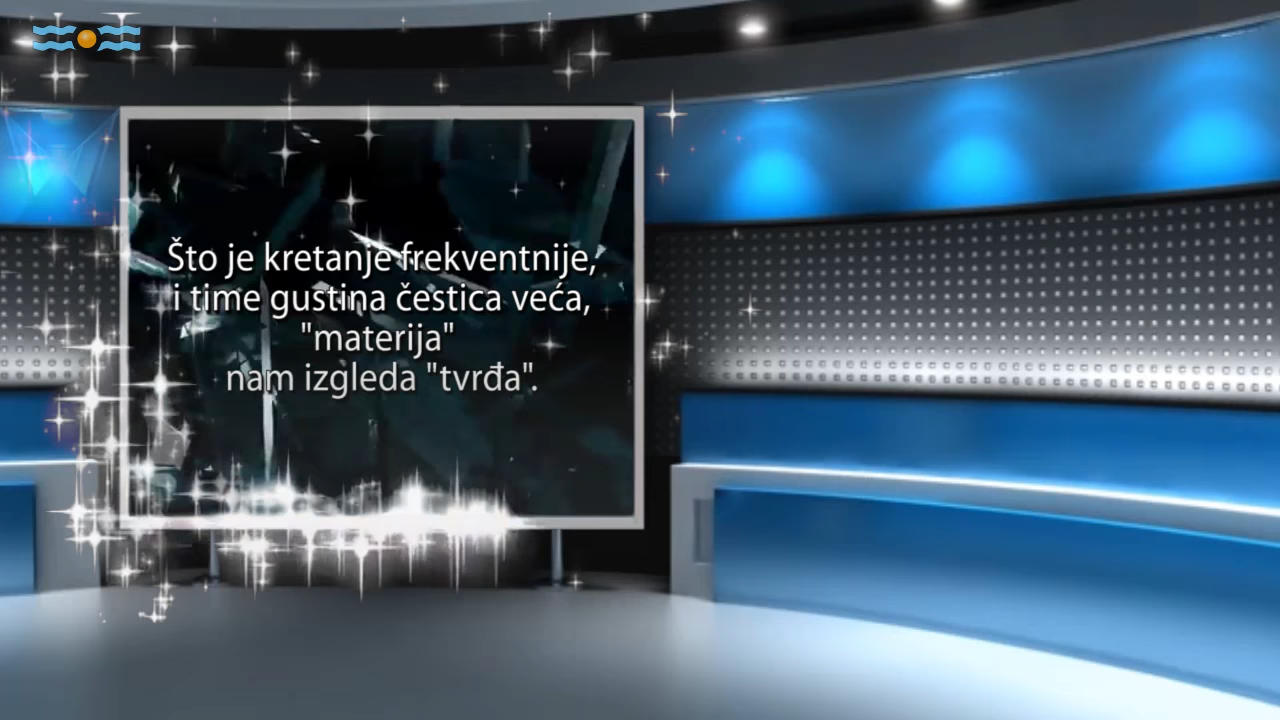 Što je kretanje frekventnije,
i time gustina čestica veća,
"materija"
nam izgleda "tvrđa".